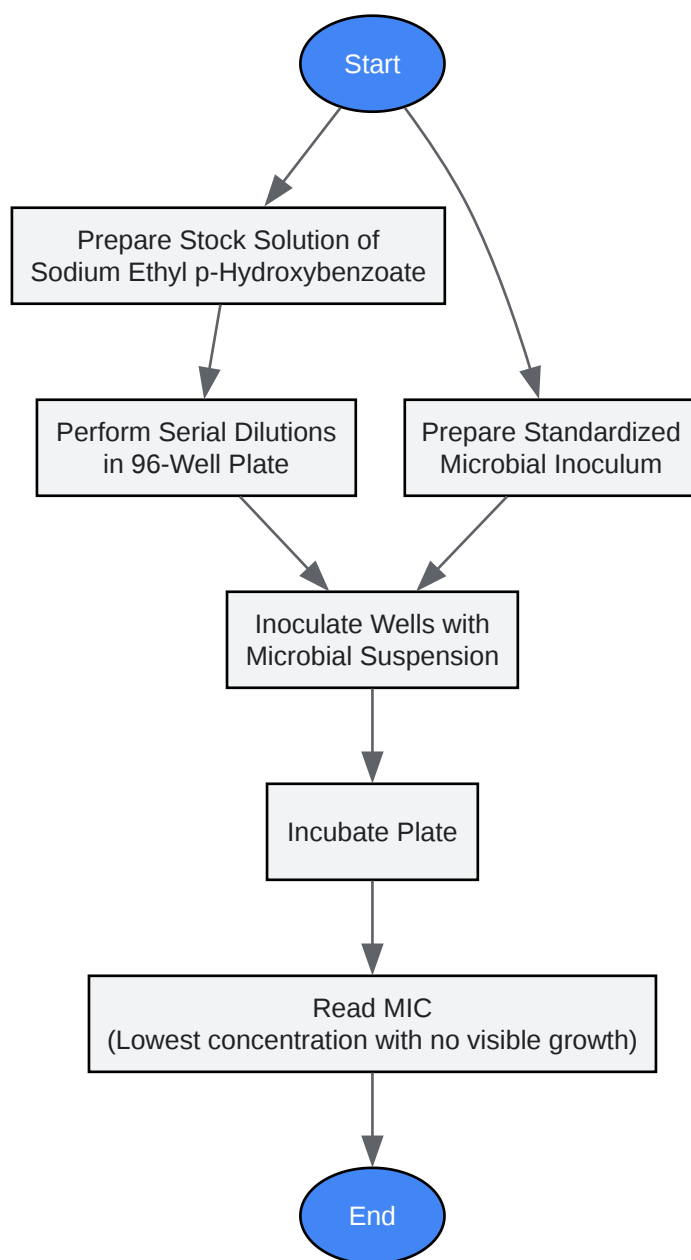 Start
Prepare Stock Solution of
Sodium Ethyl p-Hydroxybenzoate
Perform Serial Dilutions
in 96-Well Plate
Prepare Standardized
Microbial Inoculum
Inoculate Wells with
Microbial Suspension
Incubate Plate
Read MIC
(Lowest concentration with no visible growth)
End